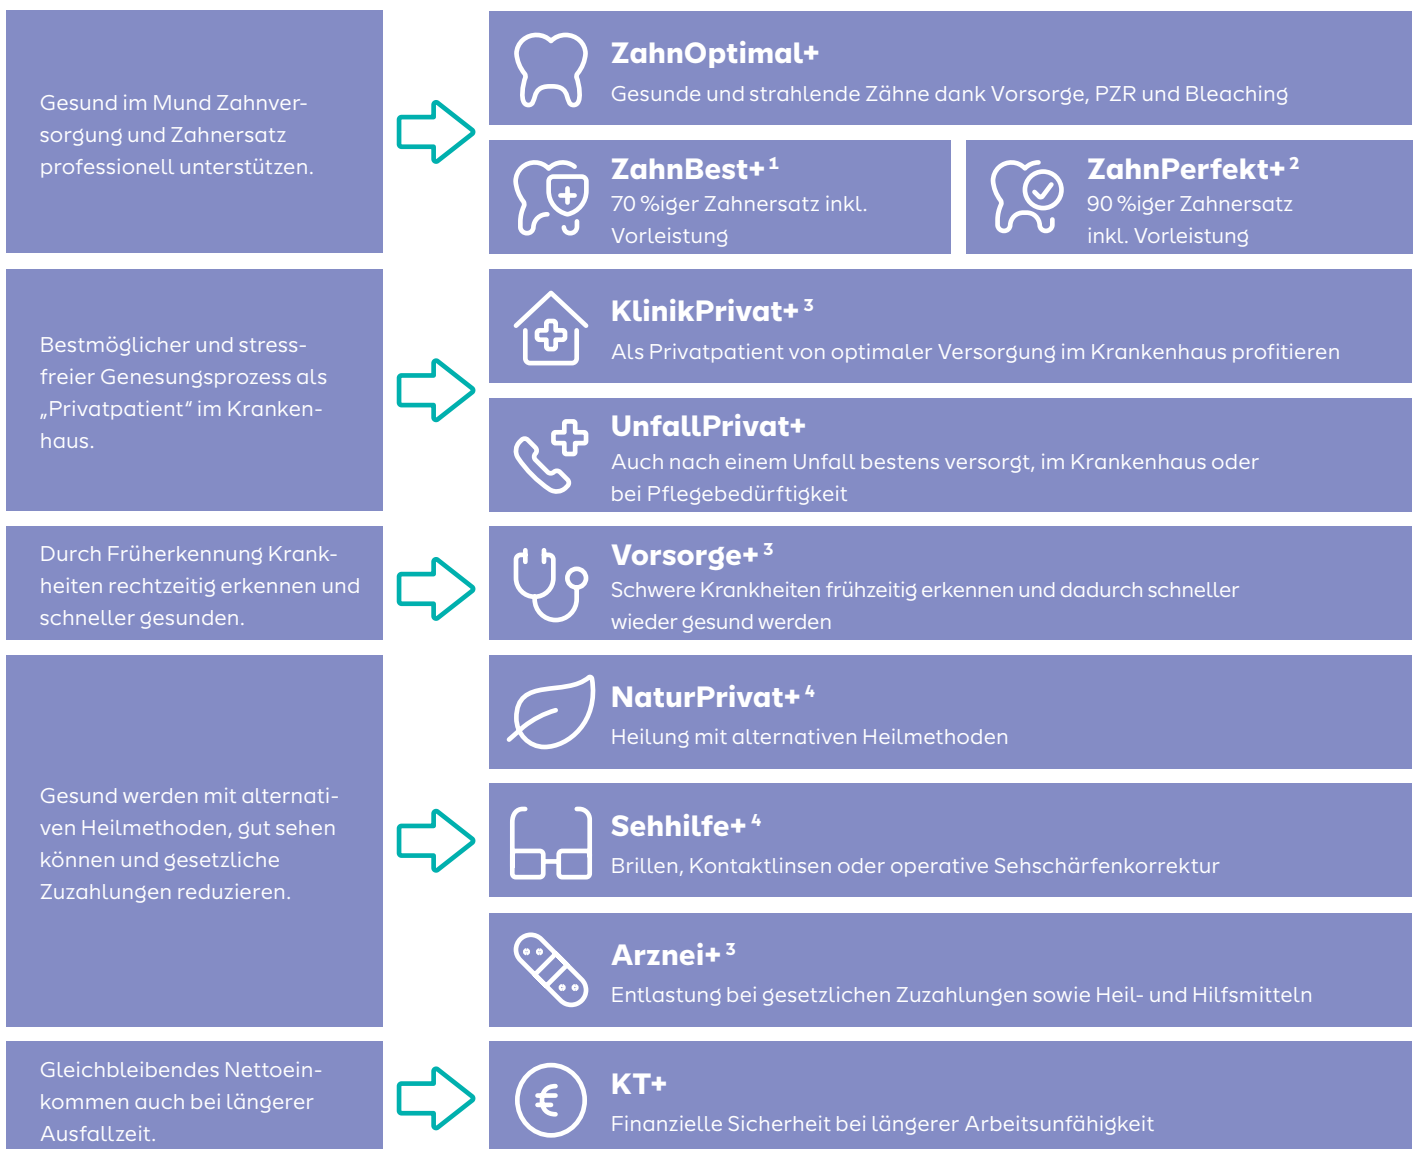 Gesund im Mund Zahnver-
sorgung und Zahnersatz
professionell unterstützen.
ZahnOptimal+
Gesunde und strahlende Zähne dank Vorsorge, PZR und Bleaching
ZahnBest+ ¹
70 %iger Zahnersatz inkl.
Vorleistung
ZahnPerfekt+ ²
90 %iger Zahnersatz
inkl. Vorleistung
Bestmöglicher und stress-
freier Genesungsprozess als
„Privatpatient“ im Kranken-
haus.
KlinikPrivat+ ³
Als Privatpatient von optimaler Versorgung im Krankenhaus profitieren
UnfallPrivat+
Auch nach einem Unfall bestens versorgt, im Krankenhaus oder
bei Pflegebedürftigkeit
Durch Früherkennung Krank-
heiten rechtzeitig erkennen und
schneller gesunden.
Vorsorge+ ³
Schwere Krankheiten frühzeitig erkennen und dadurch schneller
wieder gesund werden
Gesund werden mit alternati-
ven Heilmethoden, gut sehen
können und gesetzliche
Zuzahlungen reduzieren.
NaturPrivat+ ⁴
Heilung mit alternativen Heilmethoden
Sehhilfe+ ⁴
Brillen, Kontaktlinsen oder operative Sehschärfenkorrektur
Arznei+ ³
Entlastung bei gesetzlichen Zuzahlungen sowie Heil- und Hilfsmitteln
Gleichbleibendes Nettoein-
kommen auch bei längerer
Ausfallzeit.
€
KT+
Finanzielle Sicherheit bei längerer Arbeitsunfähigkeit